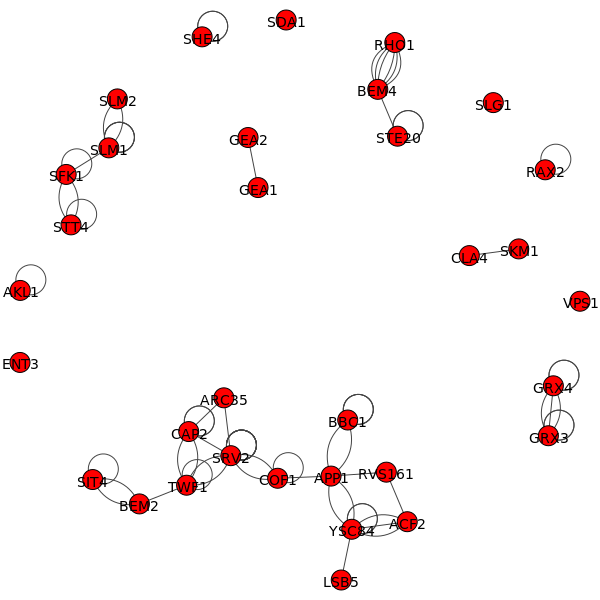 SDA1
SHE4
RHO1
BEM4
SLM2
SLG1
STE20
GEA2
SLM1
RAX2
SFK1
GEA1
STT4
SKM1
CLA4
AKL1
VPS1
ENT3
GRX4
ARC35
BBC1
CAP2
GRX3
SRV2
RVS161
APP1
SIT4
COF1
TWF1
BEM2
ACF2
YSC84
LSB5